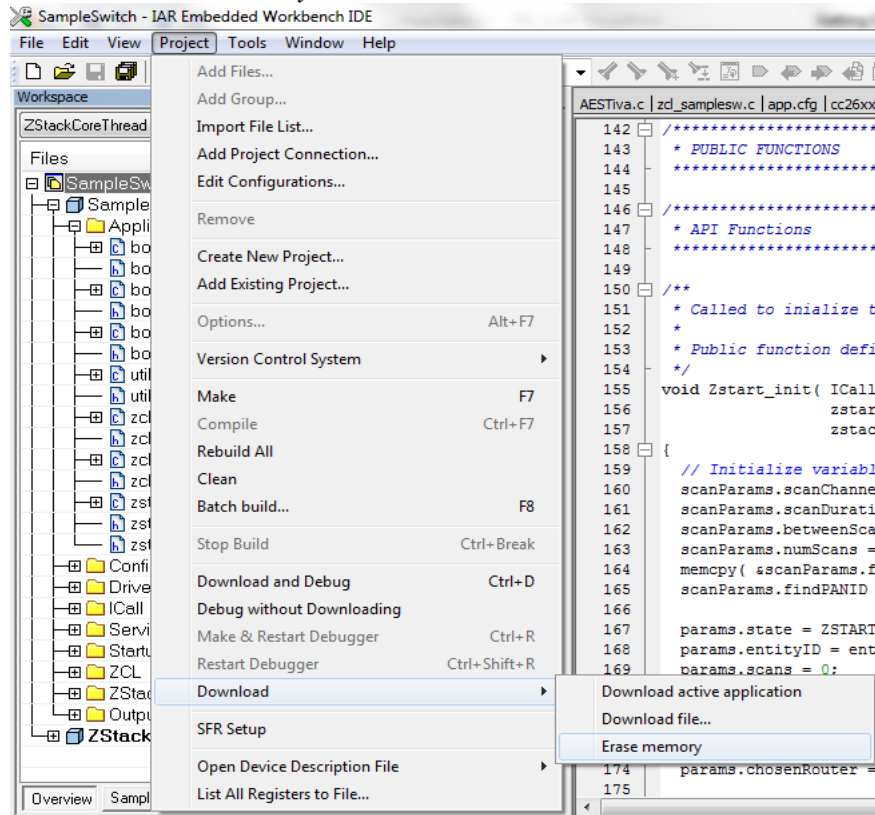 SampleSwitch - IAR Embedded Workbench IDE
File Edit View Project Tools Window Help
Workspace
ZStackCoreThread
Files
SampleSw
Sample
Appli
bo
bo
bo
bo
bo
bo
util
util
zcl
zcl
zcl
zcl
zst
zst
zst
Confi
Drive
ICall
Servi
Startu
ZCL
ZStac
Outpu
ZStack
Overview Sampl
Add Files...
Add Group...
Import File List...
Add Project Connection...
Edit Configurations...
Remove
Create New Project...
Add Existing Project...
Options... Alt+F7
Version Control System
Make F7
Compile Ctrl+F7
Rebuild All
Clean
Batch build... F8
Stop Build Ctrl+Break
Download and Debug Ctrl+D
Debug without Downloading
Make & Restart Debugger Ctrl+R
Restart Debugger Ctrl+Shift+R
Download
SFR Setup
Open Device Description File
List All Registers to File...
Download active application
Download file...
Erase memory
AESTiva.c | zcl_samplesw.c | app.cfg | cc26xx
142 /************************
143 * PUBLIC FUNCTIONS
144 ************************
145
146 /************************
147 * API Functions
148 ************************
149
150 /**
151 * Called to inialize t
152 *
153 * Public function defi
154 */
155 void Zstart_init( ICall
156 zstar
157 zstac
158 {
159 // Initialize variabl
160 scanParams.scanChanne
161 scanParams.scanDurati
162 scanParams.betweenSca
163 scanParams.numScans =
164 memcpy( &scanParams.f
165 scanParams.findPANID
166
167 params.state = ZSTART
168 params.entityID = ent
169 params.scans = 0;
174 params.chosenRouter =
175